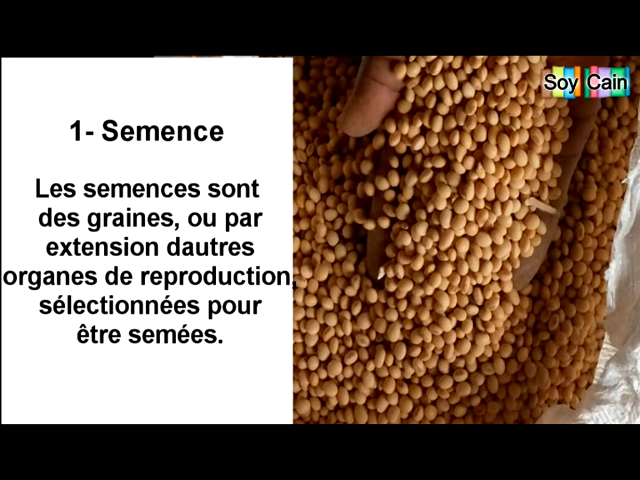 Soy Cain
1- Semence
Les semences sont
des graines, ou par
extension dautres
organes de reproduction,
sélectionnées pour
être semées.